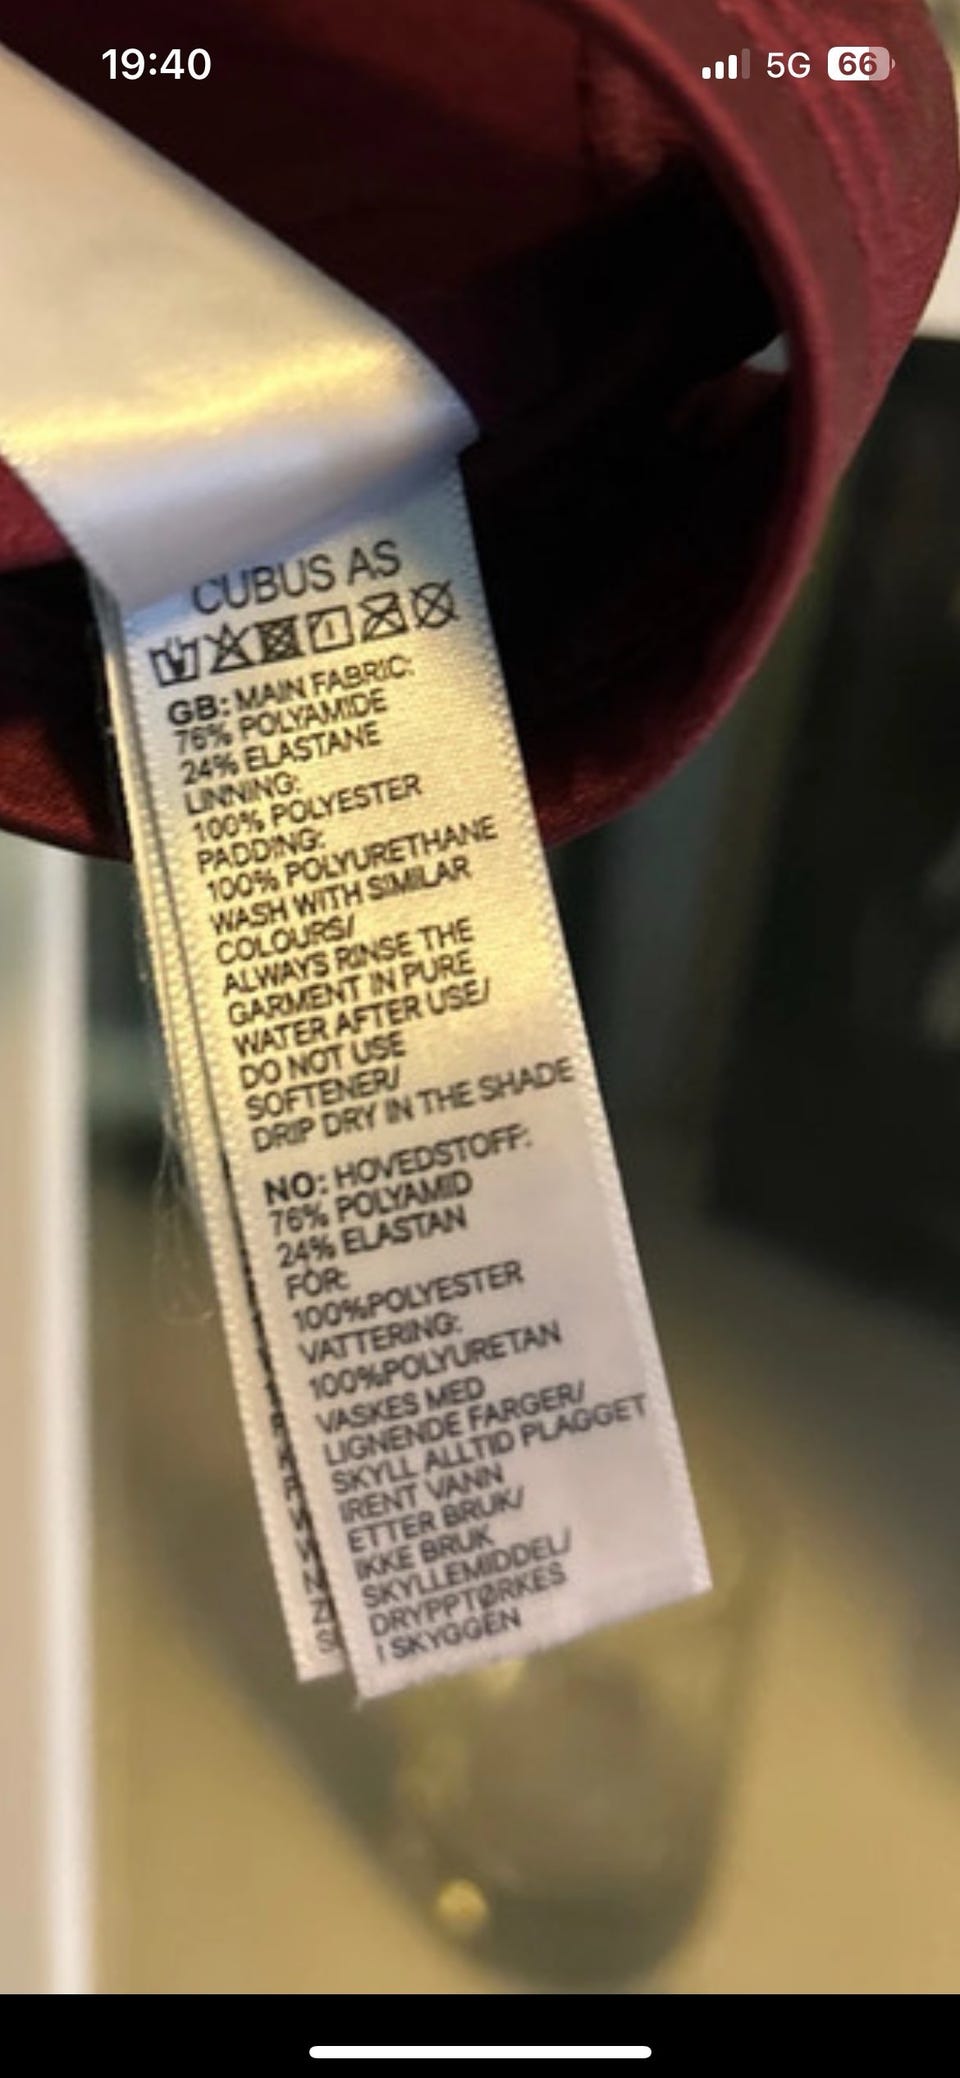 19:40
5G 66
CUBUS AS
GB: MAIN FABRIC:
76% POLYAMIDE
24% ELASTANE
LINNING:
100% POLYESTER
PADDING:
100% POLYURETHANE
WASH WITH SIMILAR
COLOURS/
ALWAYS RINSE THE
GARMENT IN PURE
WATER AFTER USE/
DO NOT USE
SOFTENER/
DRIP DRY IN THE SHADE
NO: HOVEDSTOFF:
76% POLYAMID
24% ELASTAN
FÓR:
100%POLYESTER
VATTERING:
100%POLYURETAN
VASKES MED
LIGNENDE FARGER/
SKYLL ALLTID PLAGGET
IRENT VANN
ETTER BRUK/
IKKE BRUK
SKYLLEMIDDEL/
DRYPPTØRKES
I SKYGGEN